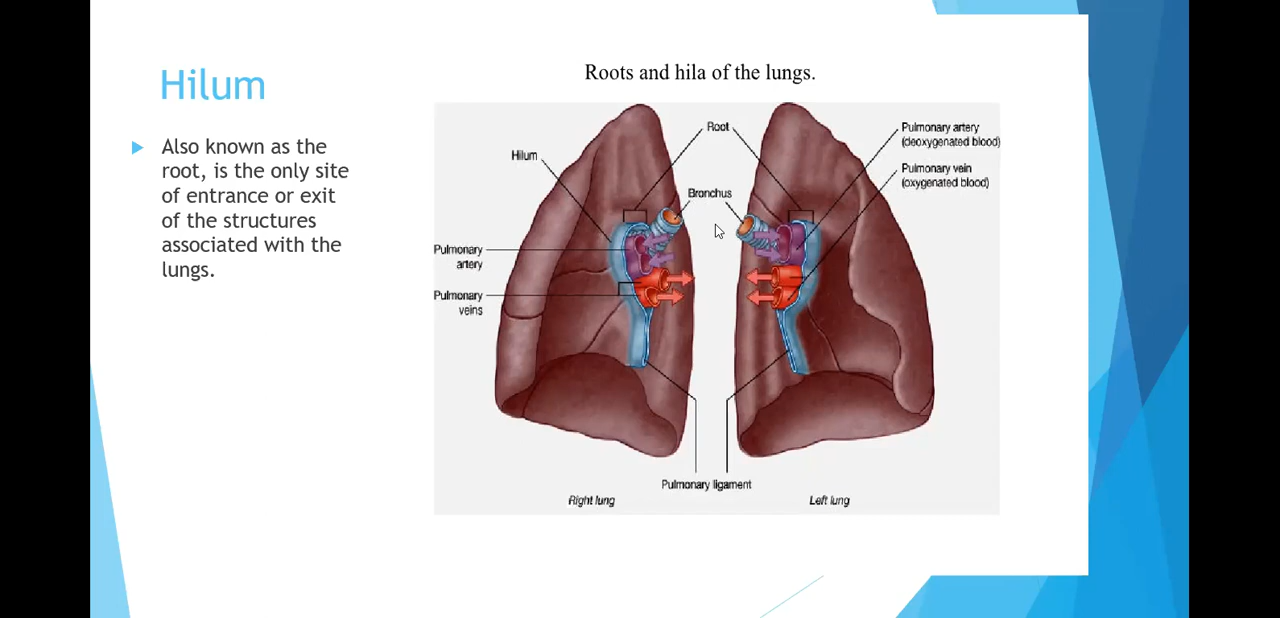 Hilum
Also known as the
root, is the only site
of entrance or exit
of the structures
associated with the
lungs.
Roots and hila of the lungs.
Root
Pulmonary artery
(deoxygenated blood)
Hilum
Pulmonary vein
(oxygenated blood)
Bronchus
Pulmonary
artery
Pulmonary
veins
Pulmonary ligament
Right lung
Left lung